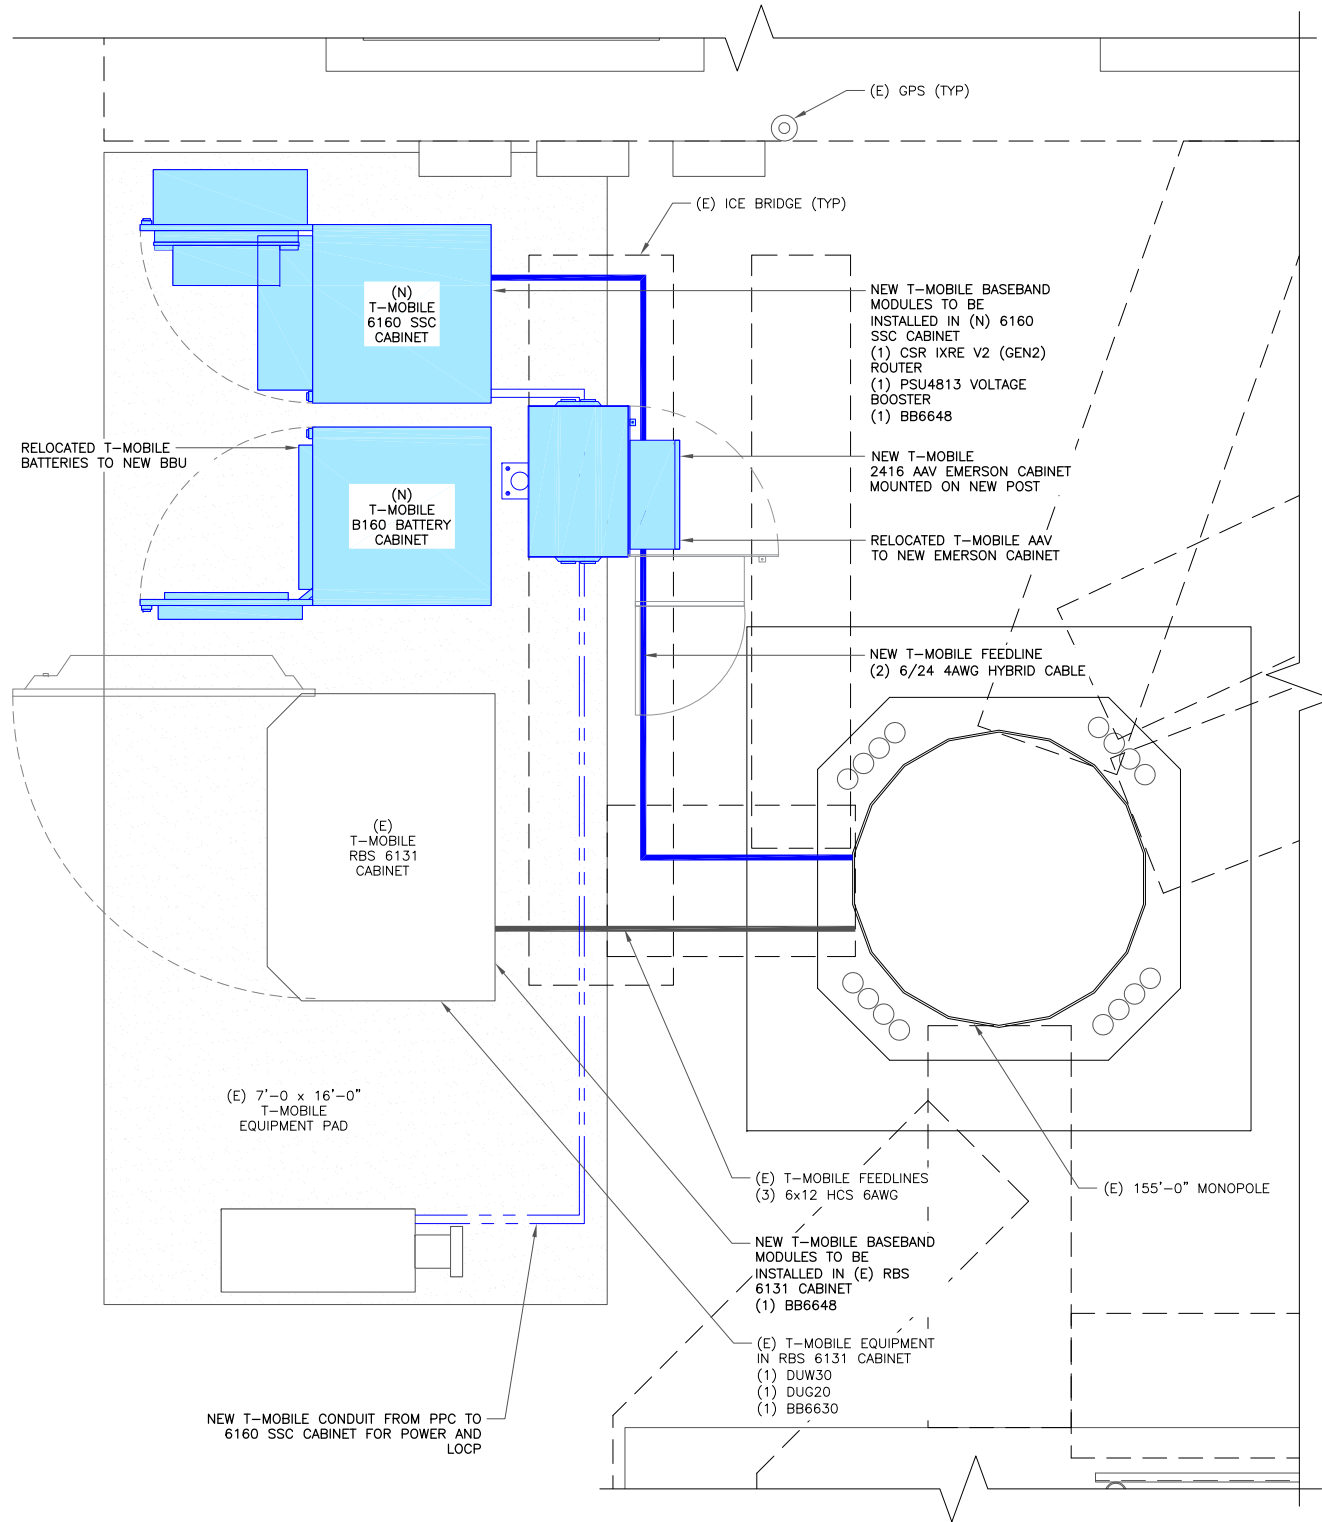 (E) GPS (TYP)
(E) ICE BRIDGE (TYP)
(N)
T-MOBILE
6160 SSC
CABINET
NEW T-MOBILE BASEBAND
MODULES TO BE
INSTALLED IN (N) 6160
SSC CABINET
(1) CSR IXRE V2 (GEN2)
ROUTER
(1) PSU4813 VOLTAGE
BOOSTER
(1) BB6648
RELOCATED T-MOBILE
BATTERIES TO NEW BBU
NEW T-MOBILE
2416 AAV EMERSON CABINET
MOUNTED ON NEW POST
(N)
T-MOBILE
B160 BATTERY
CABINET
RELOCATED T-MOBILE AAV
TO NEW EMERSON CABINET
NEW T-MOBILE FEEDLINE
(2) 6/24 4AWG HYBRID CABLE
(E)
T-MOBILE
RBS 6131
CABINET
(E) 7'-0 x 16'-0"
T-MOBILE
EQUIPMENT PAD
(E) T-MOBILE FEEDLINES
(3) 6x12 HCS 6AWG
(E) 155'-0" MONOPOLE
NEW T-MOBILE BASEBAND
MODULES TO BE
INSTALLED IN (E) RBS
6131 CABINET
(1) BB6648
(E) T-MOBILE EQUIPMENT
IN RBS 6131 CABINET
(1) DUW30
(1) DUG20
(1) BB6630
NEW T-MOBILE CONDUIT FROM PPC TO
6160 SSC CABINET FOR POWER AND
LOCP